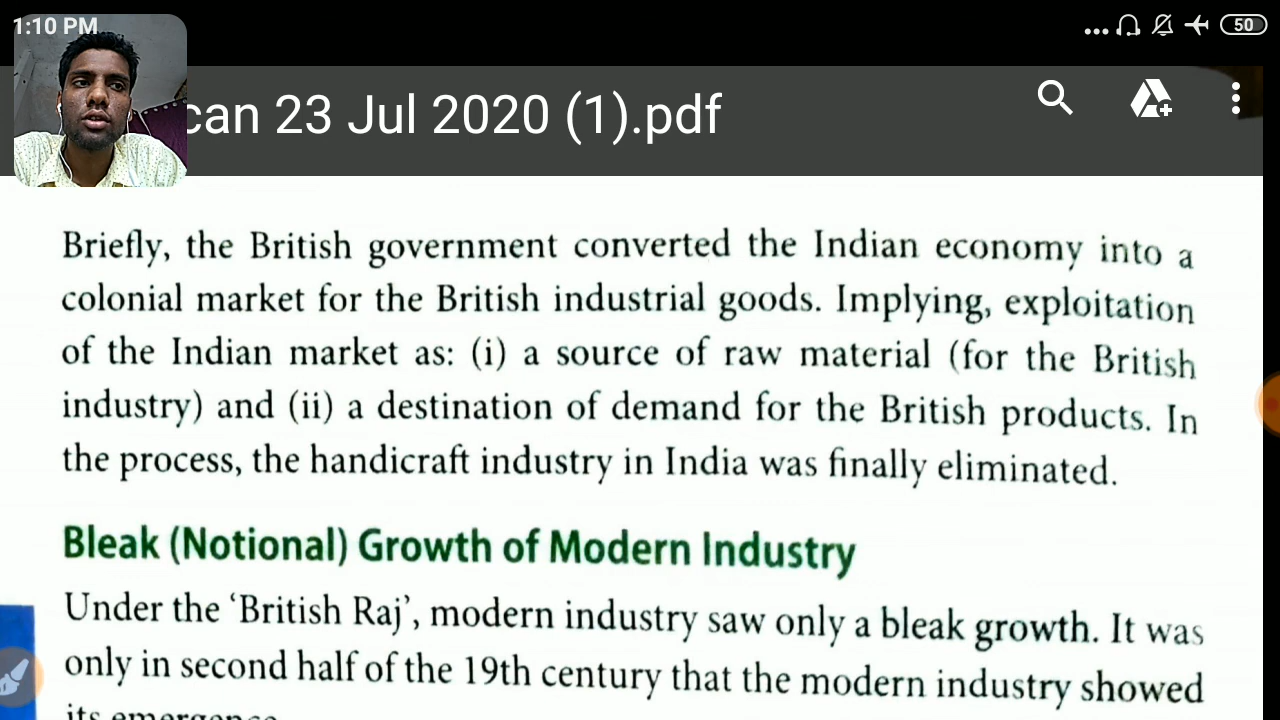 1:10 PM
50
can 23 Jul 2020 (1).pdf
Briefly, the British government converted the Indian economy into a
colonial market for the British industrial goods. Implying, exploitation
of the Indian market as: (i) a source of raw material (for the British
industry) and (ii) a destination of demand for the British products. In
the process, the handicraft industry in India was finally eliminated.
Bleak (Notional) Growth of Modern Industry
Under the ‘British Raj’, modern industry saw only a bleak growth. It was
only in second half of the 19th century that the modern industry showed
its emergence